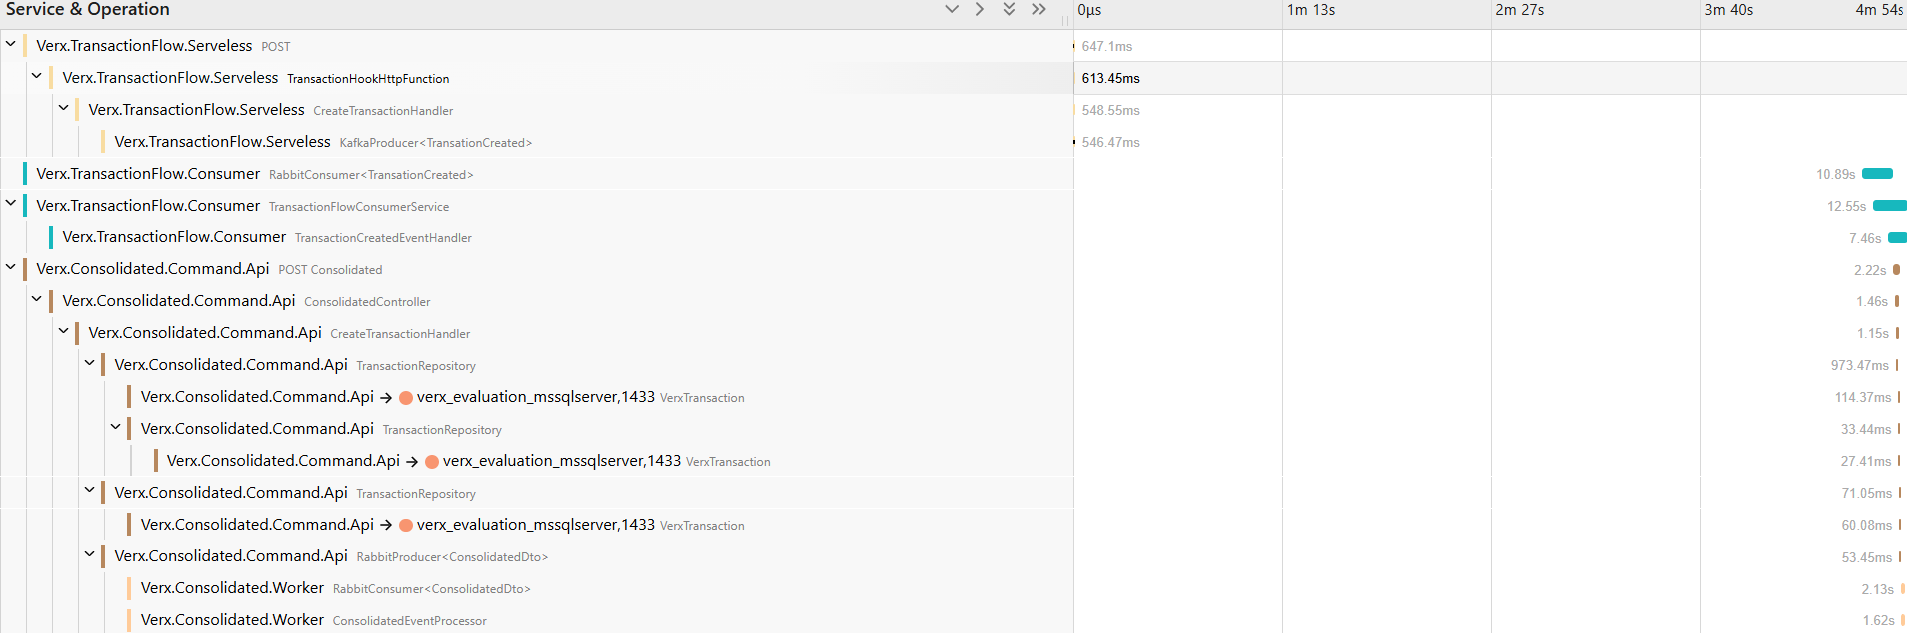 Service & Operation 0μs 1m 13s 2m 27s 3m 40s 4m 54s
Verx.TransactionFlow.Serveless POST 647.1ms
Verx.TransactionFlow.Serveless TransactionHookHttpFunction 613.45ms
Verx.TransactionFlow.Serveless CreateTransactionHandler 548.55ms
Verx.TransactionFlow.Serveless KafkaProducer<TransationCreated> 546.47ms
Verx.TransactionFlow.Consumer RabbitConsumer<TransationCreated> 10.89s
Verx.TransactionFlow.Consumer TransactionFlowConsumerService 12.55s
Verx.TransactionFlow.Consumer TransactionCreatedEventHandler 7.46s
Verx.Consolidated.Command.Api POST Consolidated 2.22s
Verx.Consolidated.Command.Api ConsolidatedController 1.46s
Verx.Consolidated.Command.Api CreateTransactionHandler 1.15s
Verx.Consolidated.Command.Api TransactionRepository 973.47ms
Verx.Consolidated.Command.Api → verx_evaluation_mssqlserver,1433 VerxTransaction 114.37ms
Verx.Consolidated.Command.Api TransactionRepository 33.44ms
Verx.Consolidated.Command.Api → verx_evaluation_mssqlserver,1433 VerxTransaction 27.41ms
Verx.Consolidated.Command.Api TransactionRepository 71.05ms
Verx.Consolidated.Command.Api → verx_evaluation_mssqlserver,1433 VerxTransaction 60.08ms
Verx.Consolidated.Command.Api RabbitProducer<ConsolidatedDto> 53.45ms
Verx.Consolidated.Worker RabbitConsumer<ConsolidatedDto> 2.13s
Verx.Consolidated.Worker ConsolidatedEventProcessor 1.62s